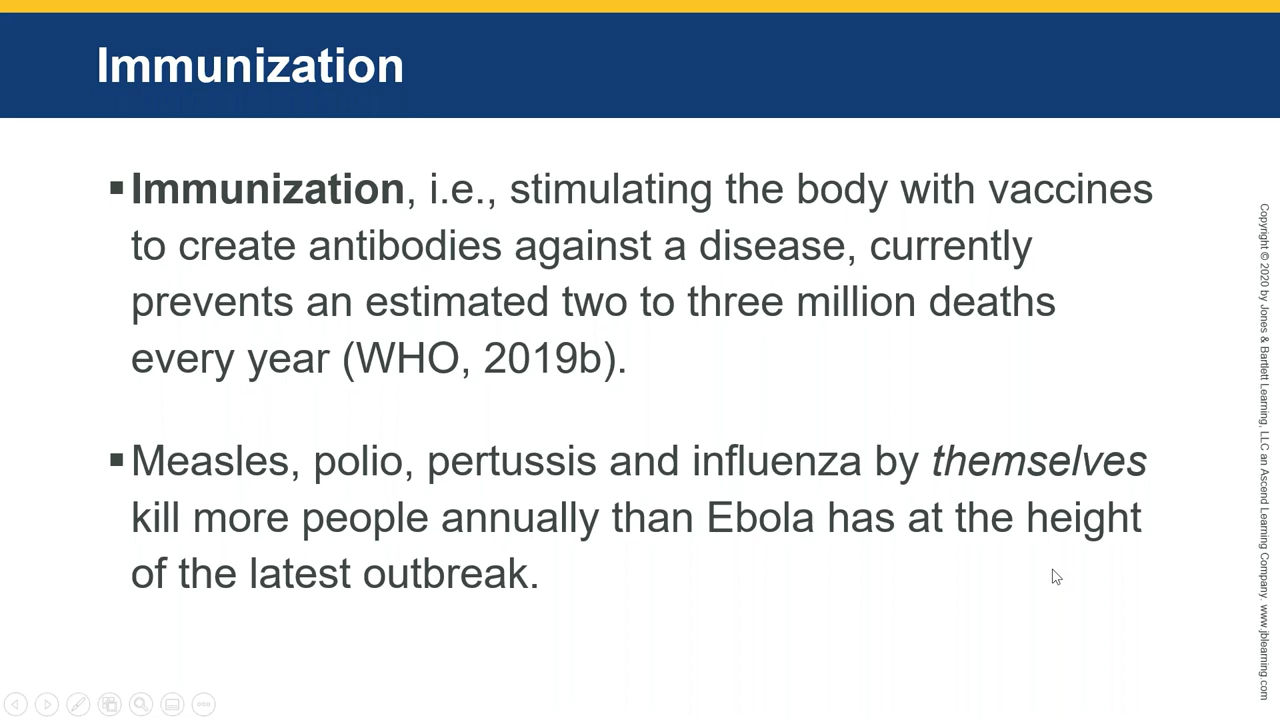 Immunization
▪Immunization, i.e., stimulating the body with vaccines
to create antibodies against a disease, currently
prevents an estimated two to three million deaths
every year (WHO, 2019b).
▪Measles, polio, pertussis and influenza by themselves
kill more people annually than Ebola has at the height
of the latest outbreak.
Copyright © 2020 by Jones & Bartlett Learning, LLC an Ascend Learning Company. www.jblearning.com